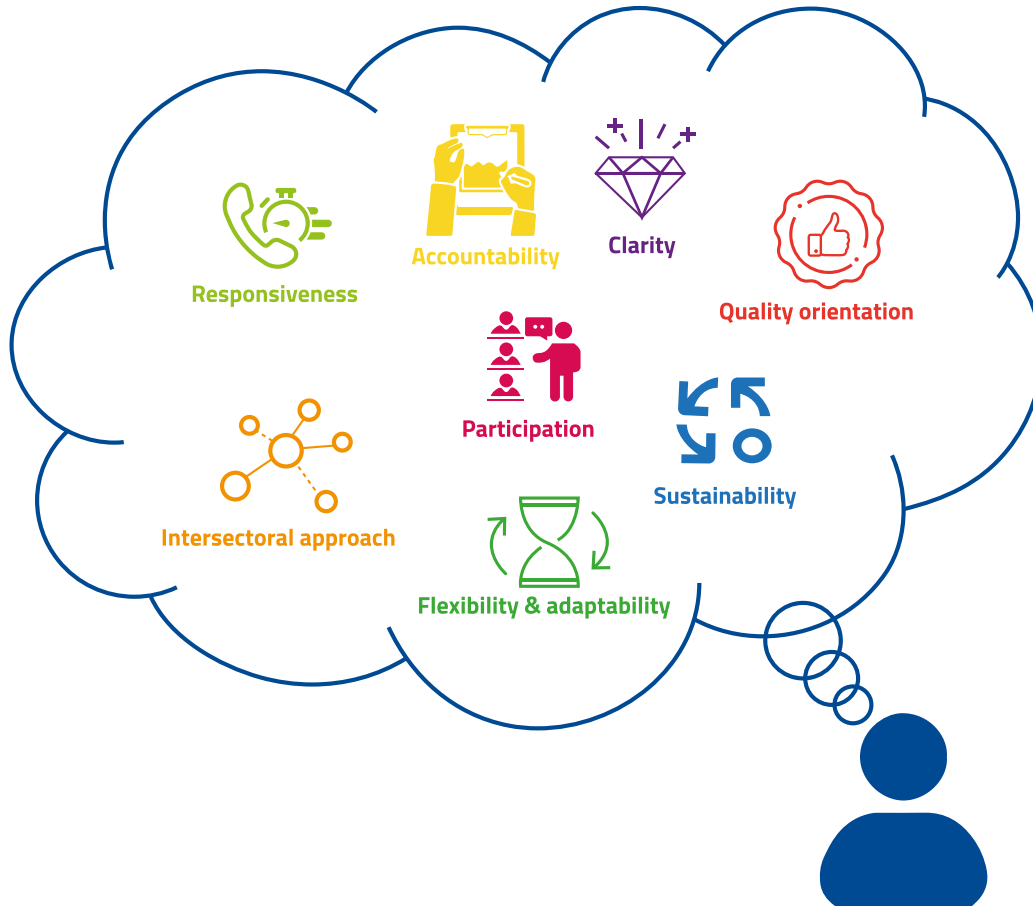 Accountability
Clarity
Responsiveness
Quality orientation
Participation
Sustainability
Intersectoral approach
Flexibility & adaptability